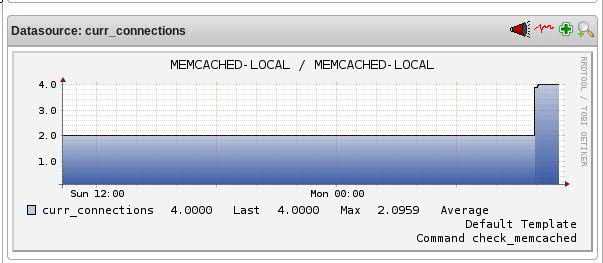 Datasource: curr_connections
MEMCACHED-LOCAL / MEMCACHED-LOCAL
RRDTOOL / TOBI OETIKER
4.0
3.0
2.0
1.0
Sun 12:00 Mon 00:00
curr_connections 4.0000 Last 4.0000 Max 2.0959 Average
Default Template
Command check_memcached